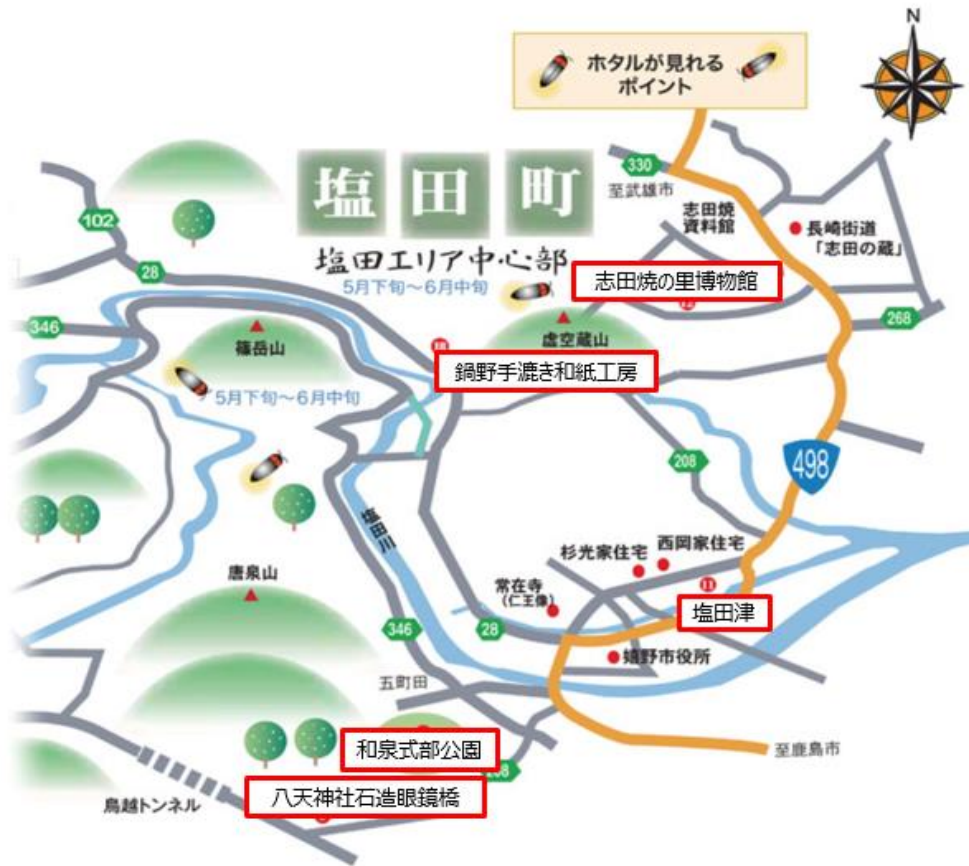 N
ホタルが見れる
ポイント
330
至武雄市
塩田町
塩田エリア中心部
5月下旬～6月中旬
志田焼
資料館
長崎街道
「志田の蔵」
102
28
志田焼の里博物館
12
268
346
篠岳山
虚空蔵山
鍋野手漉き和紙工房
5月下旬～6月中旬
498
208
塩田川
杉光家住宅
西岡家住宅
唐泉山
常在寺
（仁王像）
11
塩田津
346
28
嬉野市役所
五町田
和泉式部公園
至鹿島市
八天神社石造眼鏡橋
鳥越トンネル